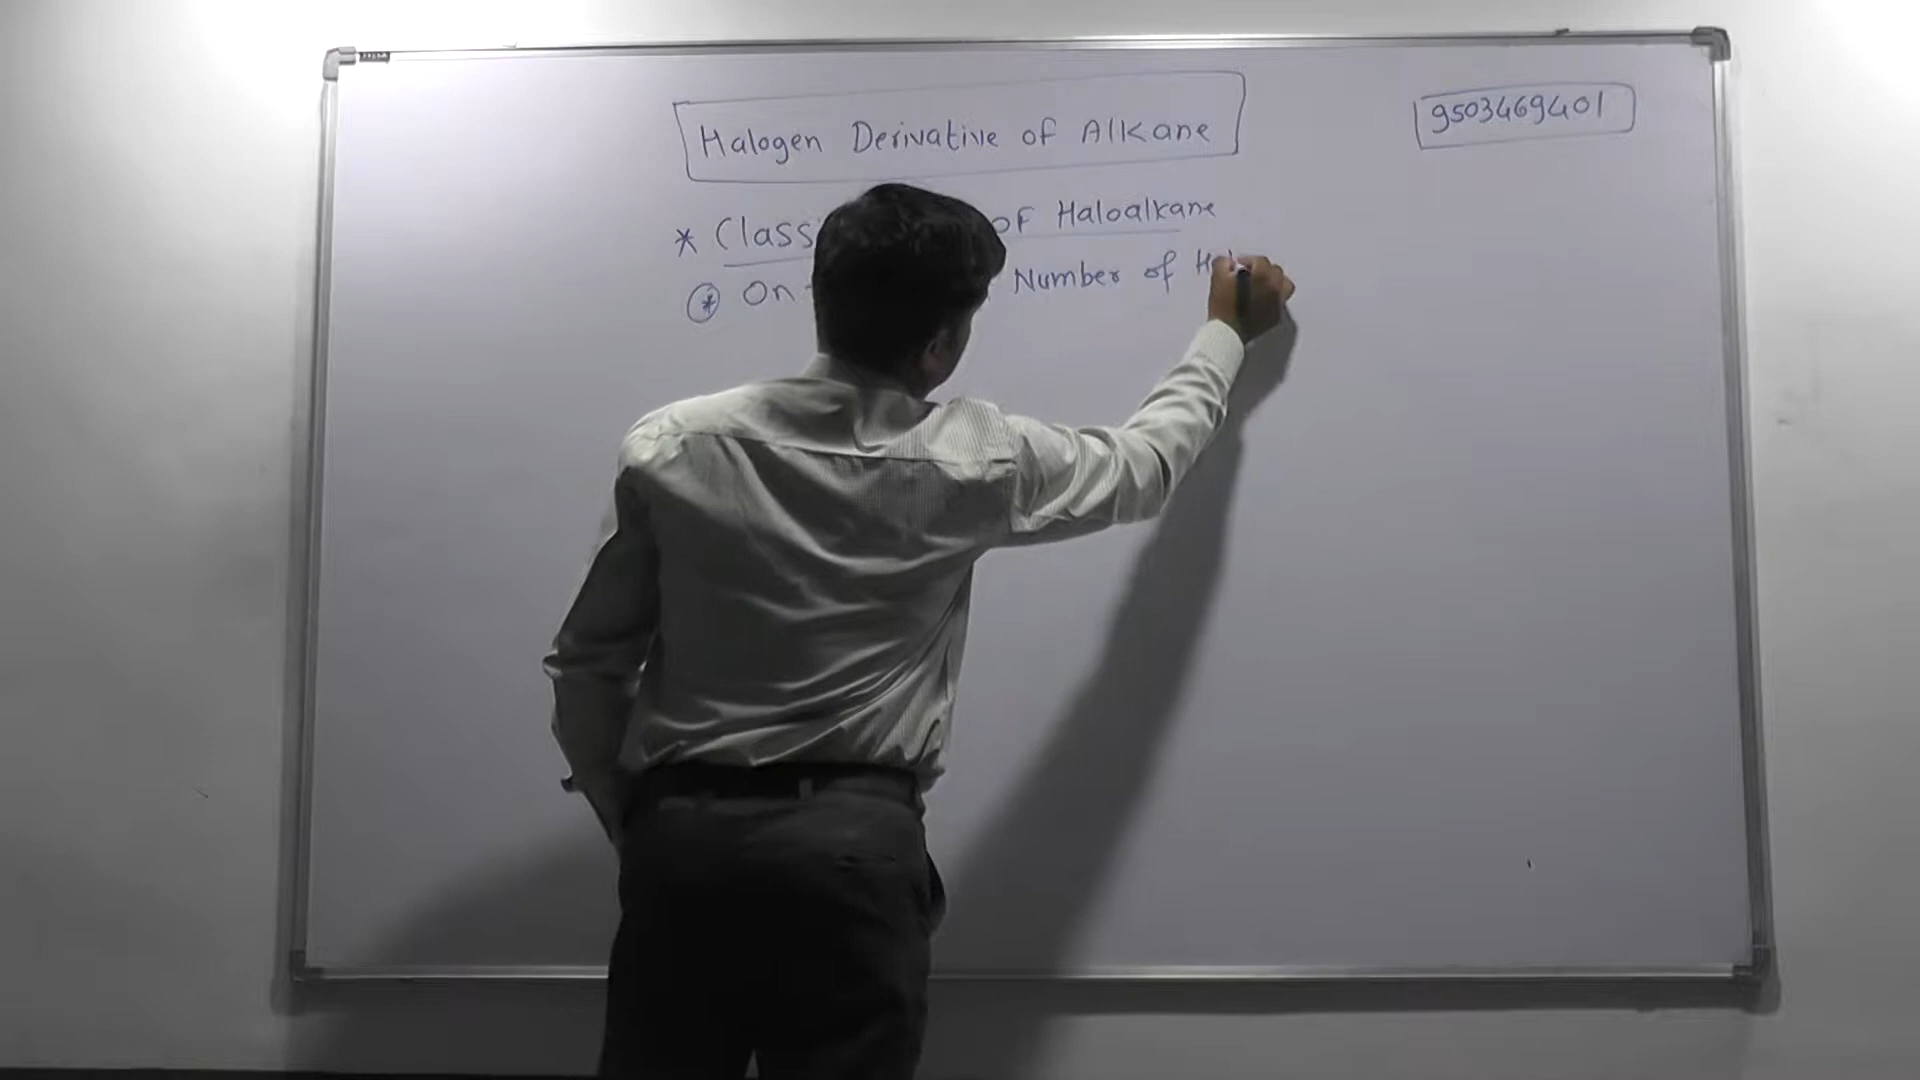 Halogen Derivative of Alkane
9503469401
* Class of Haloalkane
* On Number of